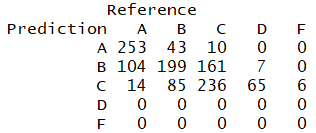 Reference
Prediction A B C D F
A 253 43 10 0 0
B 104 199 161 7 0
C 14 85 236 65 6
D 0 0 0 0 0
F 0 0 0 0 0